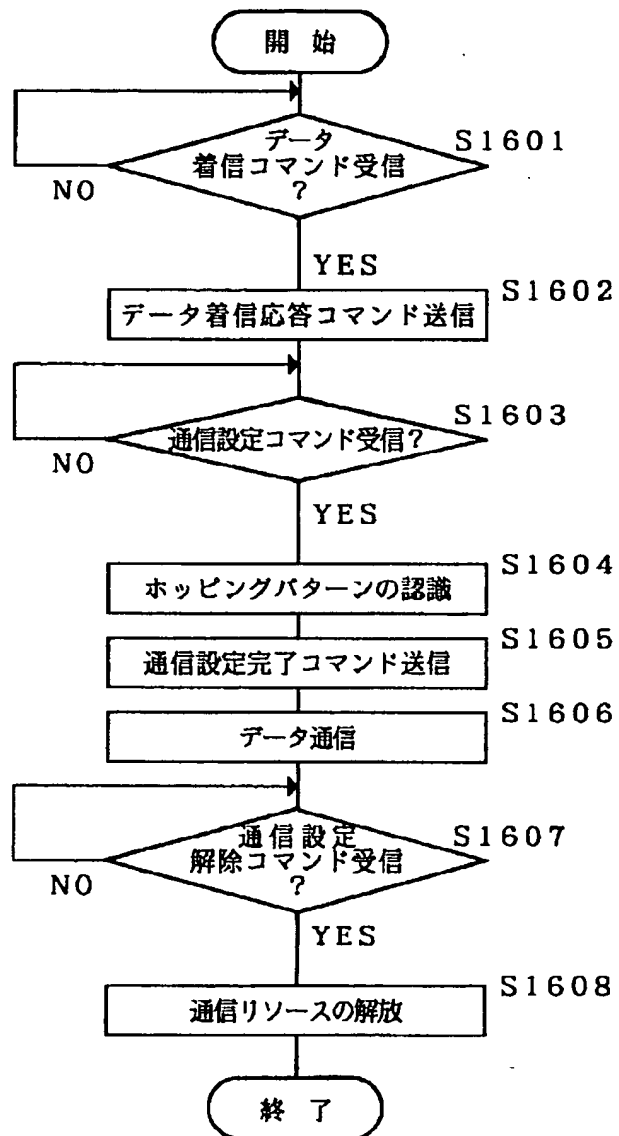 開 始
データ
着信コマンド受信
?
S1601
NO
YES
S1602
データ着信応答コマンド送信
S1603
通信設定コマンド受信?
NO
YES
S1604
ホッピングパターンの認識
S1605
通信設定完了コマンド送信
S1606
データ通信
通信設定
解除コマンド受信
?
S1607
NO
YES
S1608
通信リソースの解放
終 了